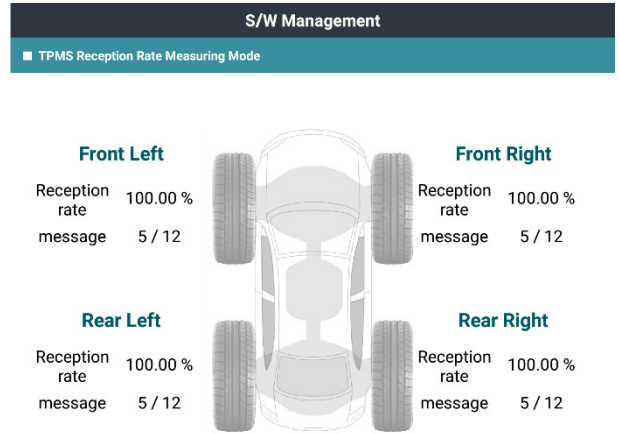 S/W Management
■ TPMS Reception Rate Measuring Mode
Front Left
Reception rate 100.00 %
message 5 / 12
Front Right
Reception rate 100.00 %
message 5 / 12
Rear Left
Reception rate 100.00 %
message 5 / 12
Rear Right
Reception rate 100.00 %
message 5 / 12